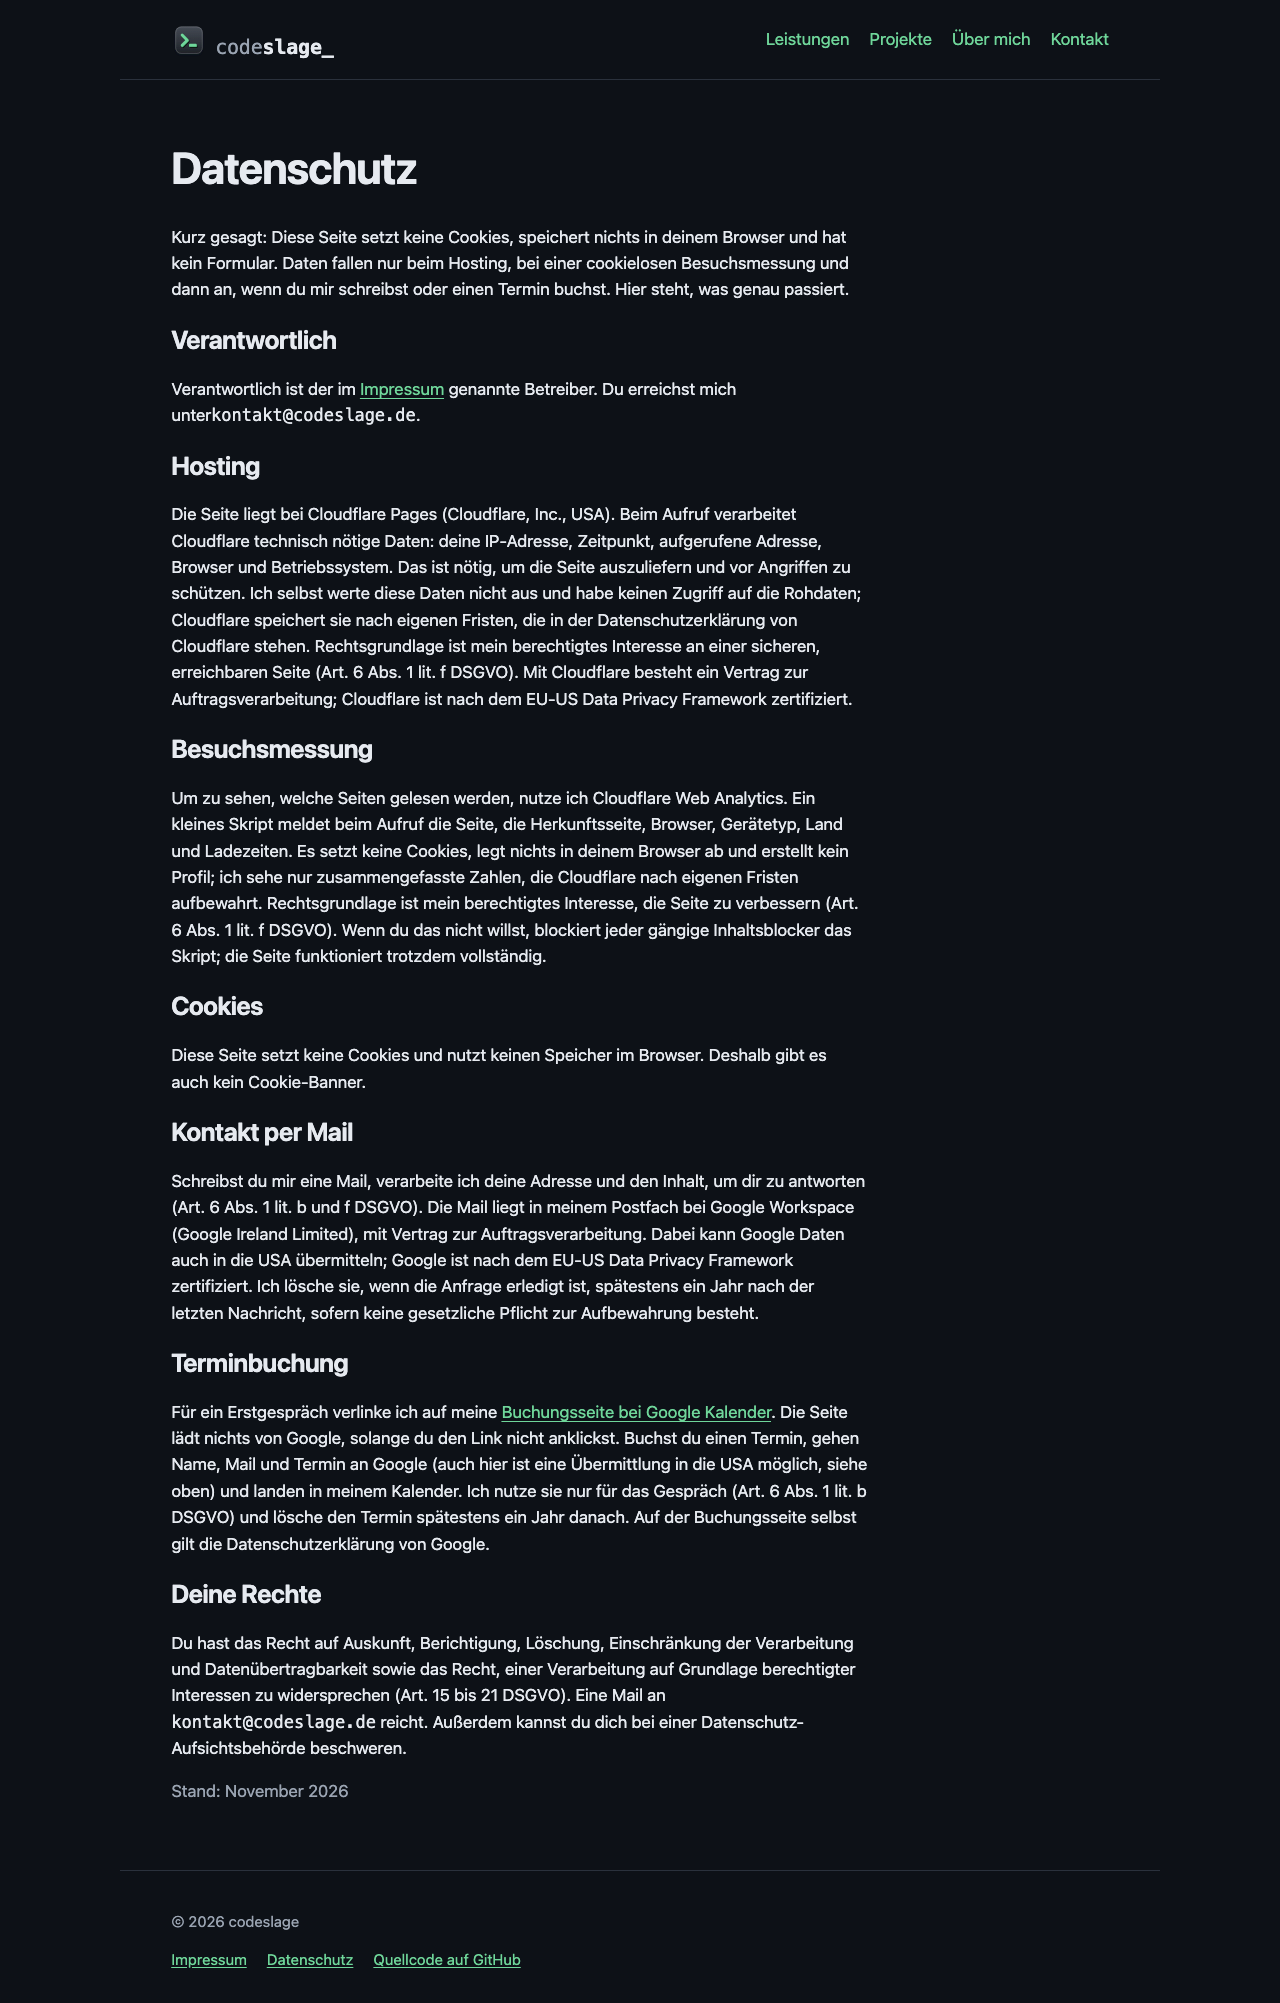 codeslage_
Leistungen Projekte Über mich Kontakt
Datenschutz
Kurz gesagt: Diese Seite setzt keine Cookies, speichert nichts in deinem Browser und hat
kein Formular. Daten fallen nur beim Hosting, bei einer cookielosen Besuchsmessung und
dann an, wenn du mir schreibst oder einen Termin buchst. Hier steht, was genau passiert.
Verantwortlich
Verantwortlich ist der im Impressum genannte Betreiber. Du erreichst mich
unterkontakt@codeslage.de.
Hosting
Die Seite liegt bei Cloudflare Pages (Cloudflare, Inc., USA). Beim Aufruf verarbeitet
Cloudflare technisch nötige Daten: deine IP-Adresse, Zeitpunkt, aufgerufene Adresse,
Browser und Betriebssystem. Das ist nötig, um die Seite auszuliefern und vor Angriffen zu
schützen. Ich selbst werte diese Daten nicht aus und habe keinen Zugriff auf die Rohdaten;
Cloudflare speichert sie nach eigenen Fristen, die in der Datenschutzerklärung von
Cloudflare stehen. Rechtsgrundlage ist mein berechtigtes Interesse an einer sicheren,
erreichbaren Seite (Art. 6 Abs. 1 lit. f DSGVO). Mit Cloudflare besteht ein Vertrag zur
Auftragsverarbeitung; Cloudflare ist nach dem EU-US Data Privacy Framework zertifiziert.
Besuchsmessung
Um zu sehen, welche Seiten gelesen werden, nutze ich Cloudflare Web Analytics. Ein
kleines Skript meldet beim Aufruf die Seite, die Herkunftsseite, Browser, Gerätetyp, Land
und Ladezeiten. Es setzt keine Cookies, legt nichts in deinem Browser ab und erstellt kein
Profil; ich sehe nur zusammengefasste Zahlen, die Cloudflare nach eigenen Fristen
aufbewahrt. Rechtsgrundlage ist mein berechtigtes Interesse, die Seite zu verbessern (Art.
6 Abs. 1 lit. f DSGVO). Wenn du das nicht willst, blockiert jeder gängige Inhaltsblocker das
Skript; die Seite funktioniert trotzdem vollständig.
Cookies
Diese Seite setzt keine Cookies und nutzt keinen Speicher im Browser. Deshalb gibt es
auch kein Cookie-Banner.
Kontakt per Mail
Schreibst du mir eine Mail, verarbeite ich deine Adresse und den Inhalt, um dir zu antworten
(Art. 6 Abs. 1 lit. b und f DSGVO). Die Mail liegt in meinem Postfach bei Google Workspace
(Google Ireland Limited), mit Vertrag zur Auftragsverarbeitung. Dabei kann Google Daten
auch in die USA übermitteln; Google ist nach dem EU-US Data Privacy Framework
zertifiziert. Ich lösche sie, wenn die Anfrage erledigt ist, spätestens ein Jahr nach der
letzten Nachricht, sofern keine gesetzliche Pflicht zur Aufbewahrung besteht.
Terminbuchung
Für ein Erstgespräch verlinke ich auf meine Buchungsseite bei Google Kalender. Die Seite
lädt nichts von Google, solange du den Link nicht anklickst. Buchst du einen Termin, gehen
Name, Mail und Termin an Google (auch hier ist eine Übermittlung in die USA möglich, siehe
oben) und landen in meinem Kalender. Ich nutze sie nur für das Gespräch (Art. 6 Abs. 1 lit. b
DSGVO) und lösche den Termin spätestens ein Jahr danach. Auf der Buchungsseite selbst
gilt die Datenschutzerklärung von Google.
Deine Rechte
Du hast das Recht auf Auskunft, Berichtigung, Löschung, Einschränkung der Verarbeitung
und Datenübertragbarkeit sowie das Recht, einer Verarbeitung auf Grundlage berechtigter
Interessen zu widersprechen (Art. 15 bis 21 DSGVO). Eine Mail an
kontakt@codeslage.de reicht. Außerdem kannst du dich bei einer Datenschutz-
Aufsichtsbehörde beschweren.
Stand: November 2026
© 2026 codeslage
Impressum Datenschutz Quellcode auf GitHub